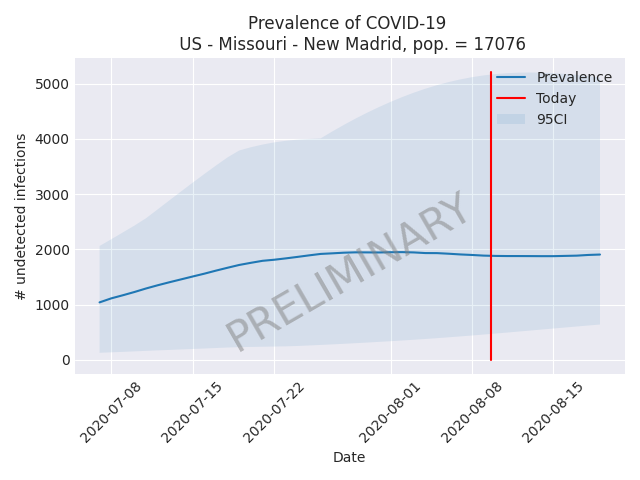 Prevalence of COVID-19
US - Missouri - New Madrid, pop. = 17076
# undetected infections
5000
4000
3000
2000
1000
0
Prevalence
Today
95CI
PRELIMINARY
2020-07-08
2020-07-15
2020-07-22
2020-08-01
2020-08-08
2020-08-15
Date